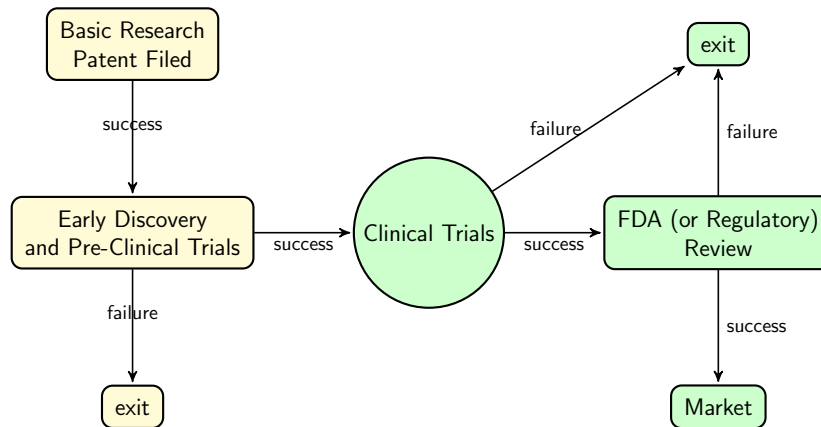 Basic Research
Patent Filed
exit
success
failure
failure
Early Discovery
and Pre-Clinical Trials
success
Clinical Trials
success
FDA (or Regulatory)
Review
failure
success
exit
Market